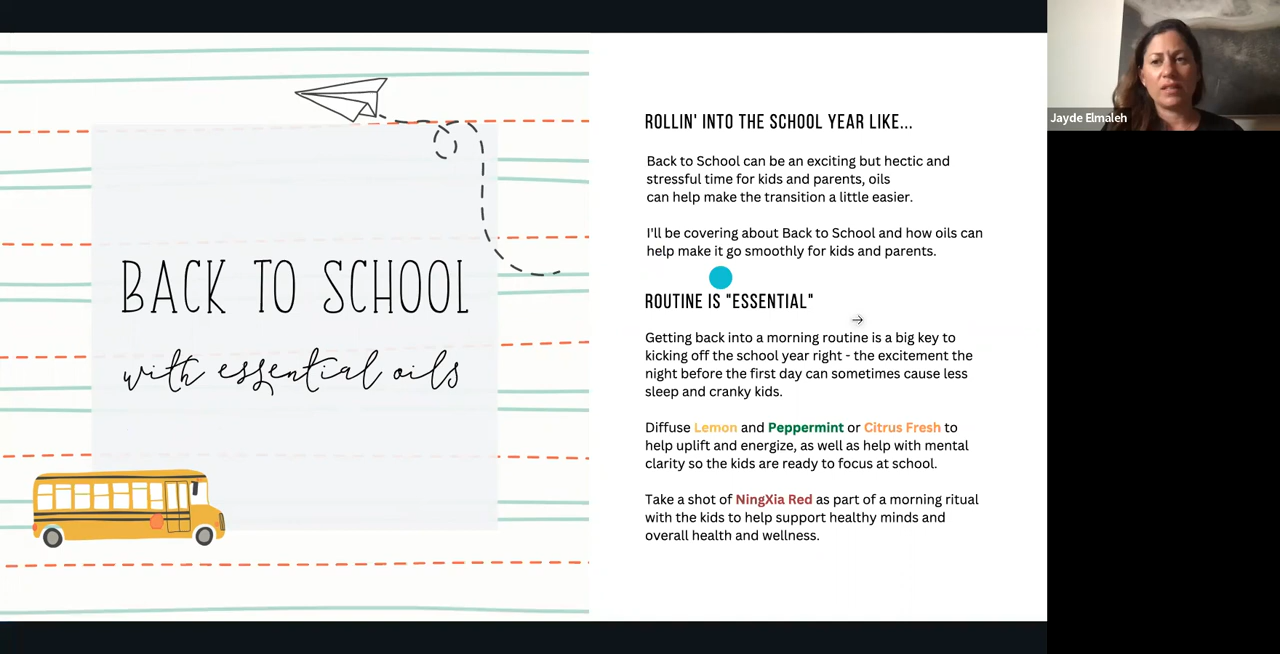 BACK TO SCHOOL
with essential oils
ROLLIN' INTO THE SCHOOL YEAR LIKE...
Back to School can be an exciting but hectic and
stressful time for kids and parents, oils
can help make the transition a little easier.
I'll be covering about Back to School and how oils can
help make it go smoothly for kids and parents.
ROUTINE IS "ESSENTIAL"
Getting back into a morning routine is a big key to
kicking off the school year right - the excitement the
night before the first day can sometimes cause less
sleep and cranky kids.
Diffuse Lemon and Peppermint or Citrus Fresh to
help uplift and energize, as well as help with mental
clarity so the kids are ready to focus at school.
Take a shot of NingXia Red as part of a morning ritual
with the kids to help support healthy minds and
overall health and wellness.
Jayde Elmaleh